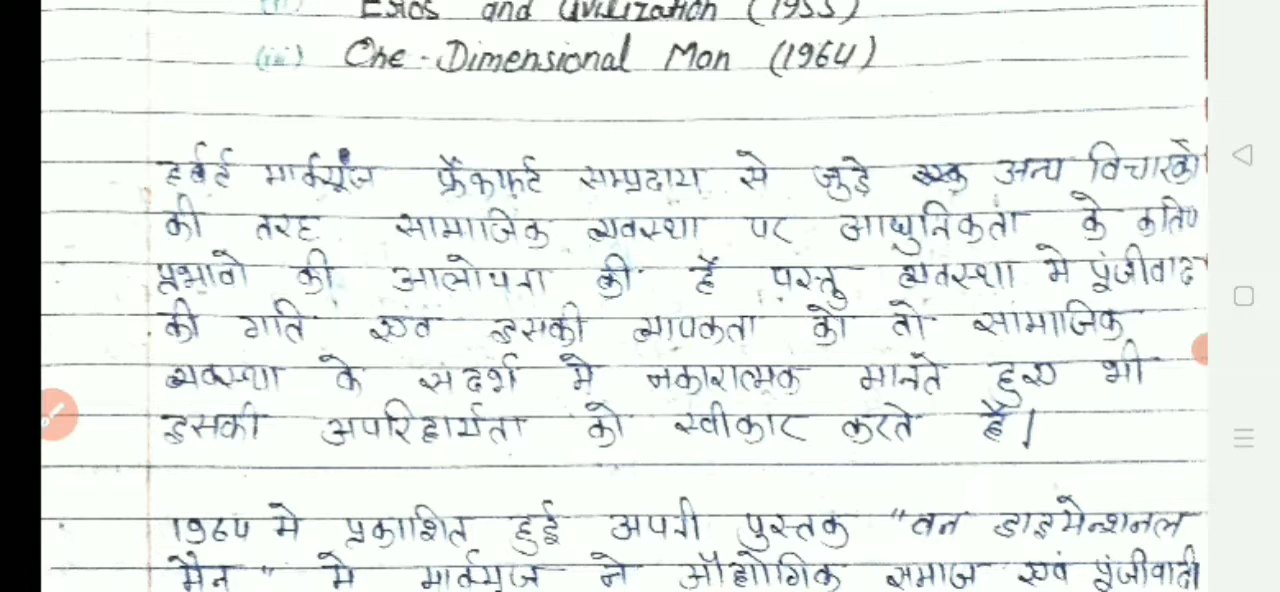 Eros and Civilization (1955)
(iii) One-Dimensional Man (1964)
हर्बर्ट मार्क्यूज फ्रैंकफर्ट सम्प्रदाय से जुड़े एक अन्य विचारको
की तरह सामाजिक व्यवस्था पर आधुनिकता के कतिप
प्रभावो की आलोचना की है परन्तु व्यवस्था मे पूंजीवाद
की गति एवं इसकी व्यापकता को वो सामाजिक
व्यवस्था के संदर्भ मे नकारात्मक मानते हुए भी
इसकी अपरिहार्यता को स्वीकार करते है।
1964 मे प्रकाशित हुई अपनी पुस्तक "वन डाइमेन्शनल
मैन" मे मार्क्यूज ने औद्योगिक समाज एवं पूंजीवादी